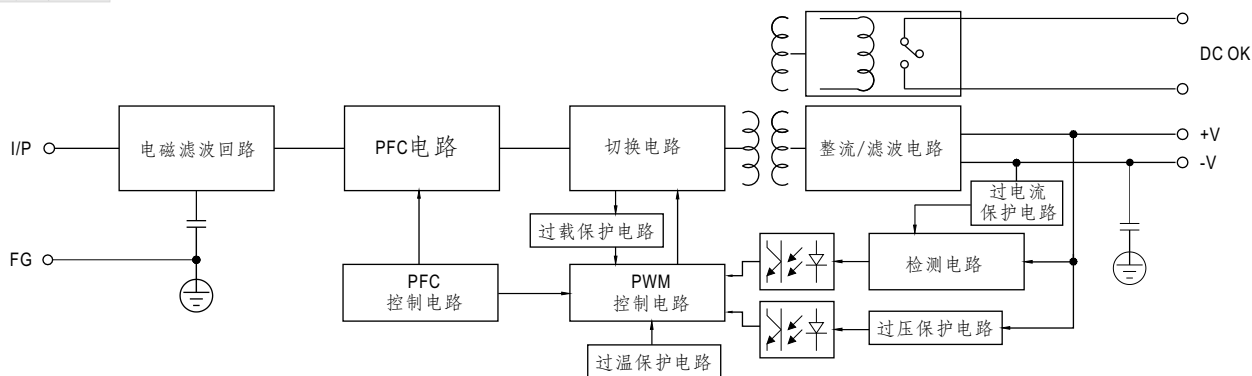 DC OK
I/P
电磁滤波回路
PFC电路
切换电路
整流/滤波电路
+V
-V
过电流
保护电路
过载保护电路
FG
PFC
控制电路
PWM
控制电路
检测电路
过压保护电路
过温保护电路